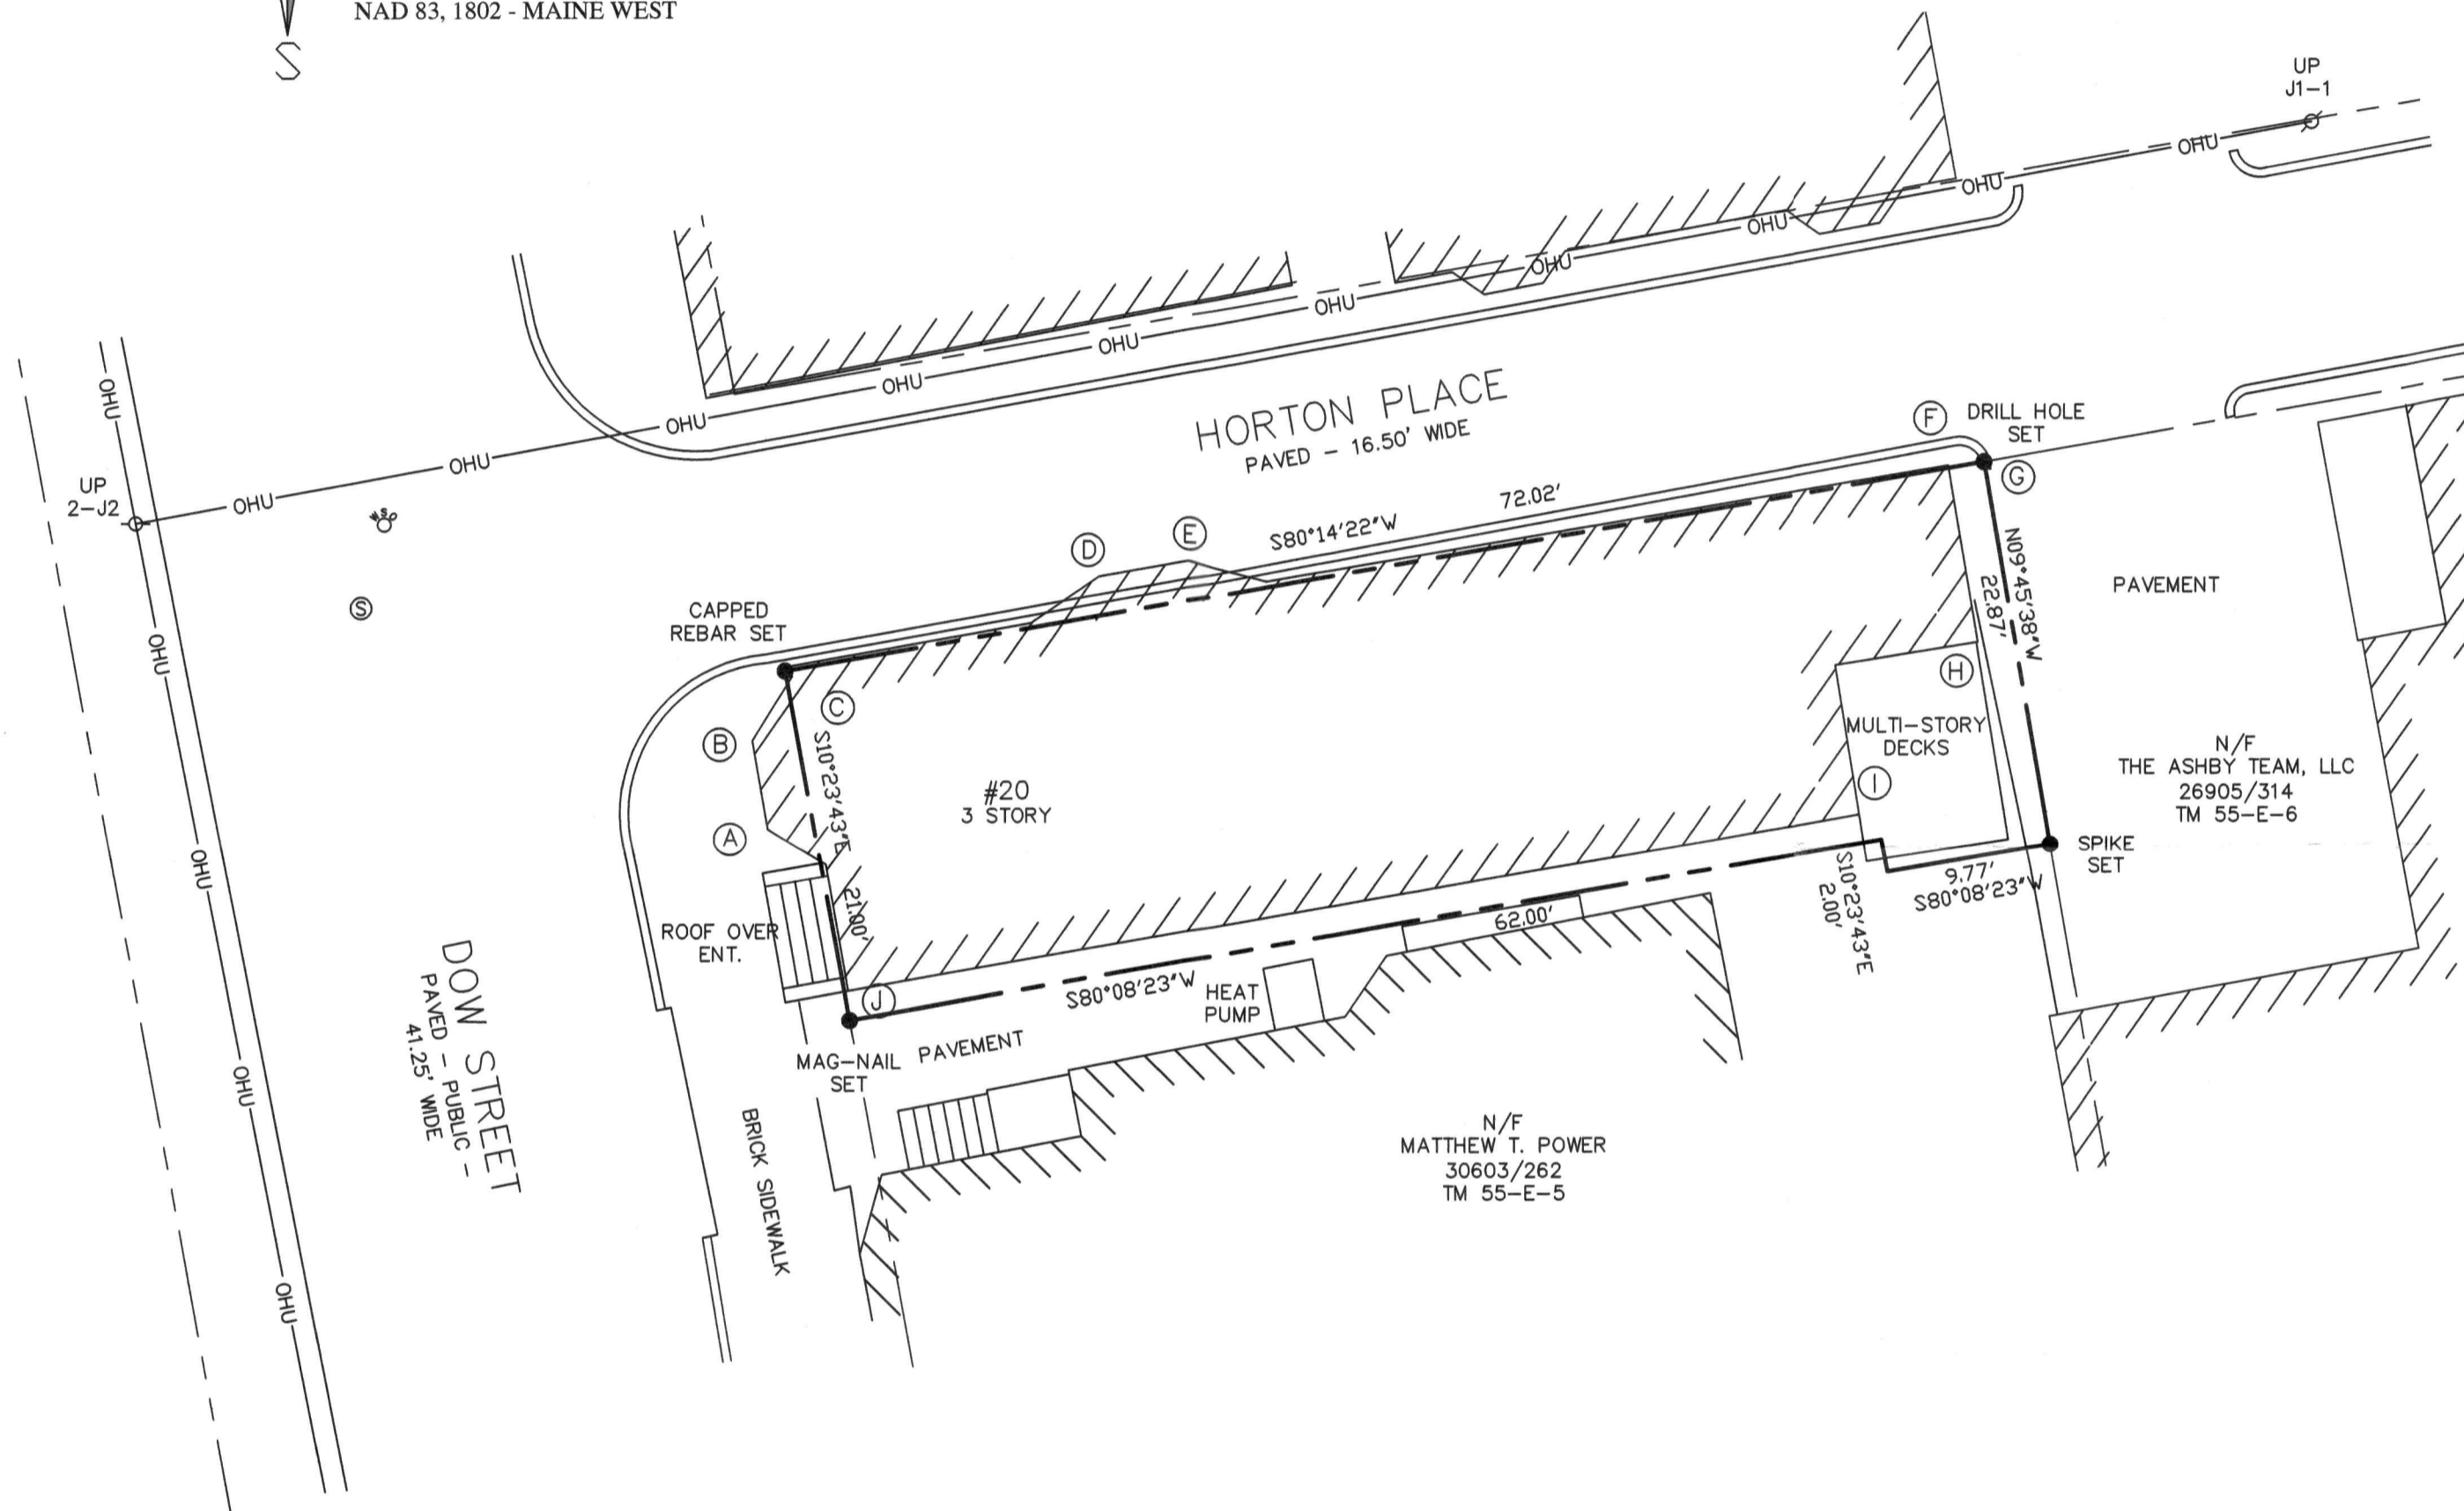 NAD 83, 1802 - MAINE WEST
S
UP
J1-1
OHU
OHU
OHU
OHU
OHU
OHU
OHU
OHU
OHU
OHU
OHU
HORTON PLACE
PAVED - 16.50' WIDE
F
DRILL HOLE
SET
G
UP
2-J2
S
OHU
OHU
OHU
OHU
D
E
S80°14'22"W
72.02'
N09°45'38"W
22.87'
PAVEMENT
CAPPED
REBAR SET
C
B
A
S10°23'43"E
21.00'
#20
3 STORY
H
MULTI-STORY
DECKS
I
N/F
THE ASHBY TEAM, LLC
26905/314
TM 55-E-6
SPIKE
SET
ROOF OVER
ENT.
J
S80°08'23"W
62.00'
S10°23'43"E
2.00'
9.77'
S80°08'23"W
HEAT
PUMP
MAG-NAIL
SET
PAVEMENT
DOW STREET
PAVED - PUBLIC -
41.25' WIDE
BRICK SIDEWALK
N/F
MATTHEW T. POWER
30603/262
TM 55-E-5